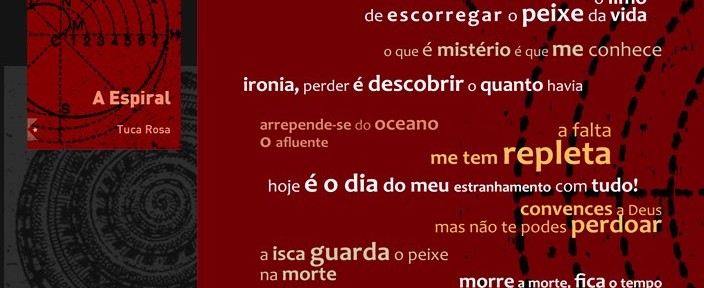 N
M
C 1 2 3 4 5 6 7
S
A Espiral
Tuca Rosa
o limo
de escorregar o peixe da vida
o que é mistério é que me conhece
ironia, perder é descobrir o quanto havia
arrepende-se do oceano
o afluente
a falta
me tem repleta
hoje é o dia do meu estranhamento com tudo!
convences a Deus
mas não te podes perdoar
a isca guarda o peixe
na morte
morre a morte, fica o tempo